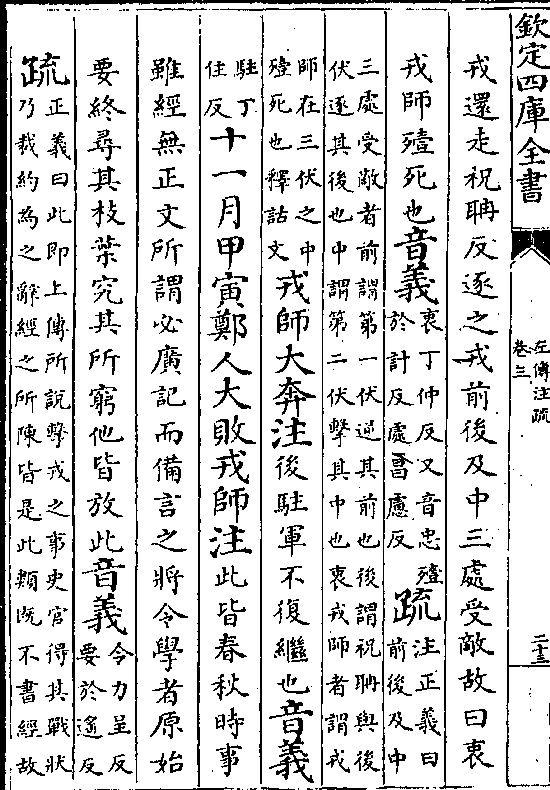 欽定四庫全書
左傳注疏
卷三
二十三
戎還走祝聃反逐之戎前後及中三處受敵故曰衷
戎師殪死也音義衷丁仲反又音忠殪
於計反處昌慮反疏注正義曰
前後及中
三處受敵者前謂第一伏過其前也後謂祝聃與後
伏逐其後也中謂第二伏擊其中也衷戎師者謂戎
師在三伏之中
殪死也釋詁文戎師大奔注後駐軍不復繼也音義
駐丁
住反十一月甲寅鄭人大敗戎師注此皆春秋時事
雖經無正文所謂必廣記而備言之將令學者原始
要終尋其枝葉究其所窮他皆放此音義令力呈反
要於遙反
疏正義曰此即上傳所說擊戎之事史官得其戰狀
乃裁約為之辭經之所陳皆是此類既不書經故